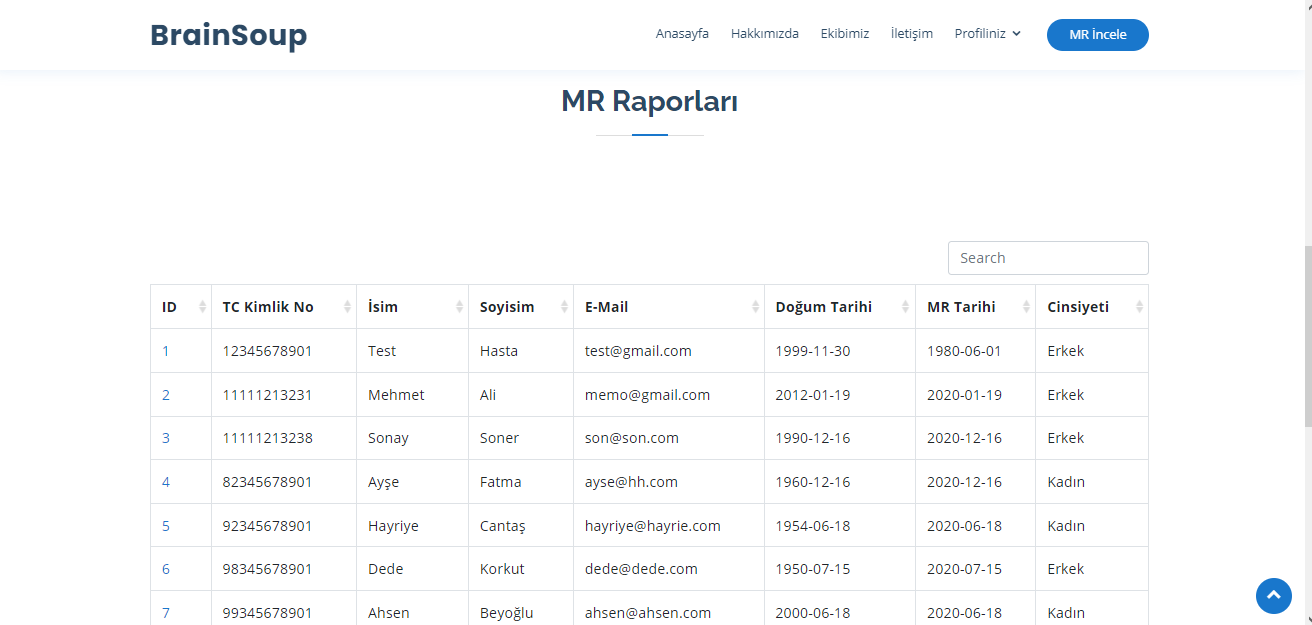 BrainSoup
Anasayfa Hakkımızda Ekibimiz İletişim Profiliniz MR İncele
MR Raporları
Search
ID TC Kimlik No İsim Soyisim E-Mail Doğum Tarihi MR Tarihi Cinsiyeti
1 12345678901 Test Hasta test@gmail.com 1999-11-30 1980-06-01 Erkek
2 11111213231 Mehmet Ali memo@gmail.com 2012-01-19 2020-01-19 Erkek
3 11111213238 Sonay Soner son@son.com 1990-12-16 2020-12-16 Erkek
4 82345678901 Ayşe Fatma ayse@hh.com 1960-12-16 2020-12-16 Kadın
5 92345678901 Hayriye Cantaş hayriye@hayrie.com 1954-06-18 2020-06-18 Kadın
6 98345678901 Dede Korkut dede@dede.com 1950-07-15 2020-07-15 Erkek
7 99345678901 Ahsen Beyoğlu ahsen@ahsen.com 2000-06-18 2020-06-18 Kadın